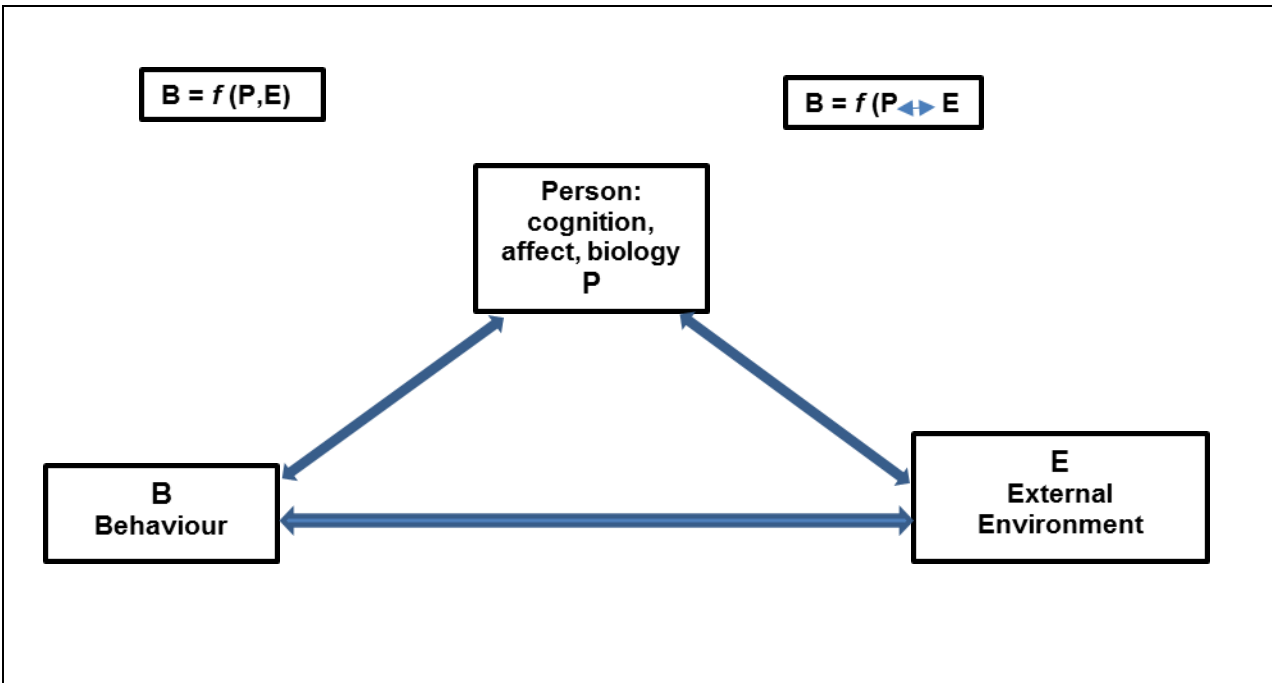 B = f (P,E)
B = f (P↔ E
Person:
cognition,
affect, biology
P
B
Behaviour
E
External
Environment